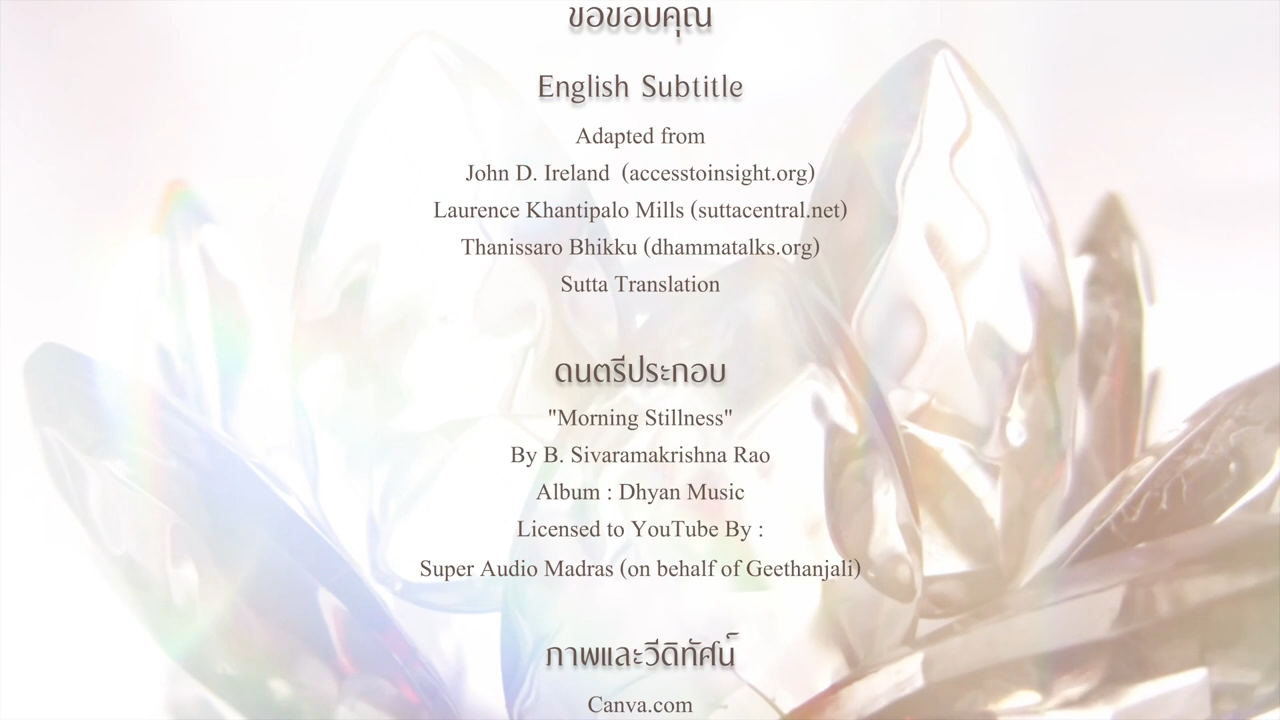 ขอขอบคุณ
English Subtitle
Adapted from
John D. Ireland (accesstoinsight.org)
Laurence Khantipalo Mills (suttacentral.net)
Thanissaro Bhikku (dhammatalks.org)
Sutta Translation
ดนตรีประกอบ
"Morning Stillness"
By B. Sivaramakrishna Rao
Album : Dhyan Music
Licensed to YouTube By :
Super Audio Madras (on behalf of Geethanjali)
ภาพและวีดิทัศน์
Canva.com